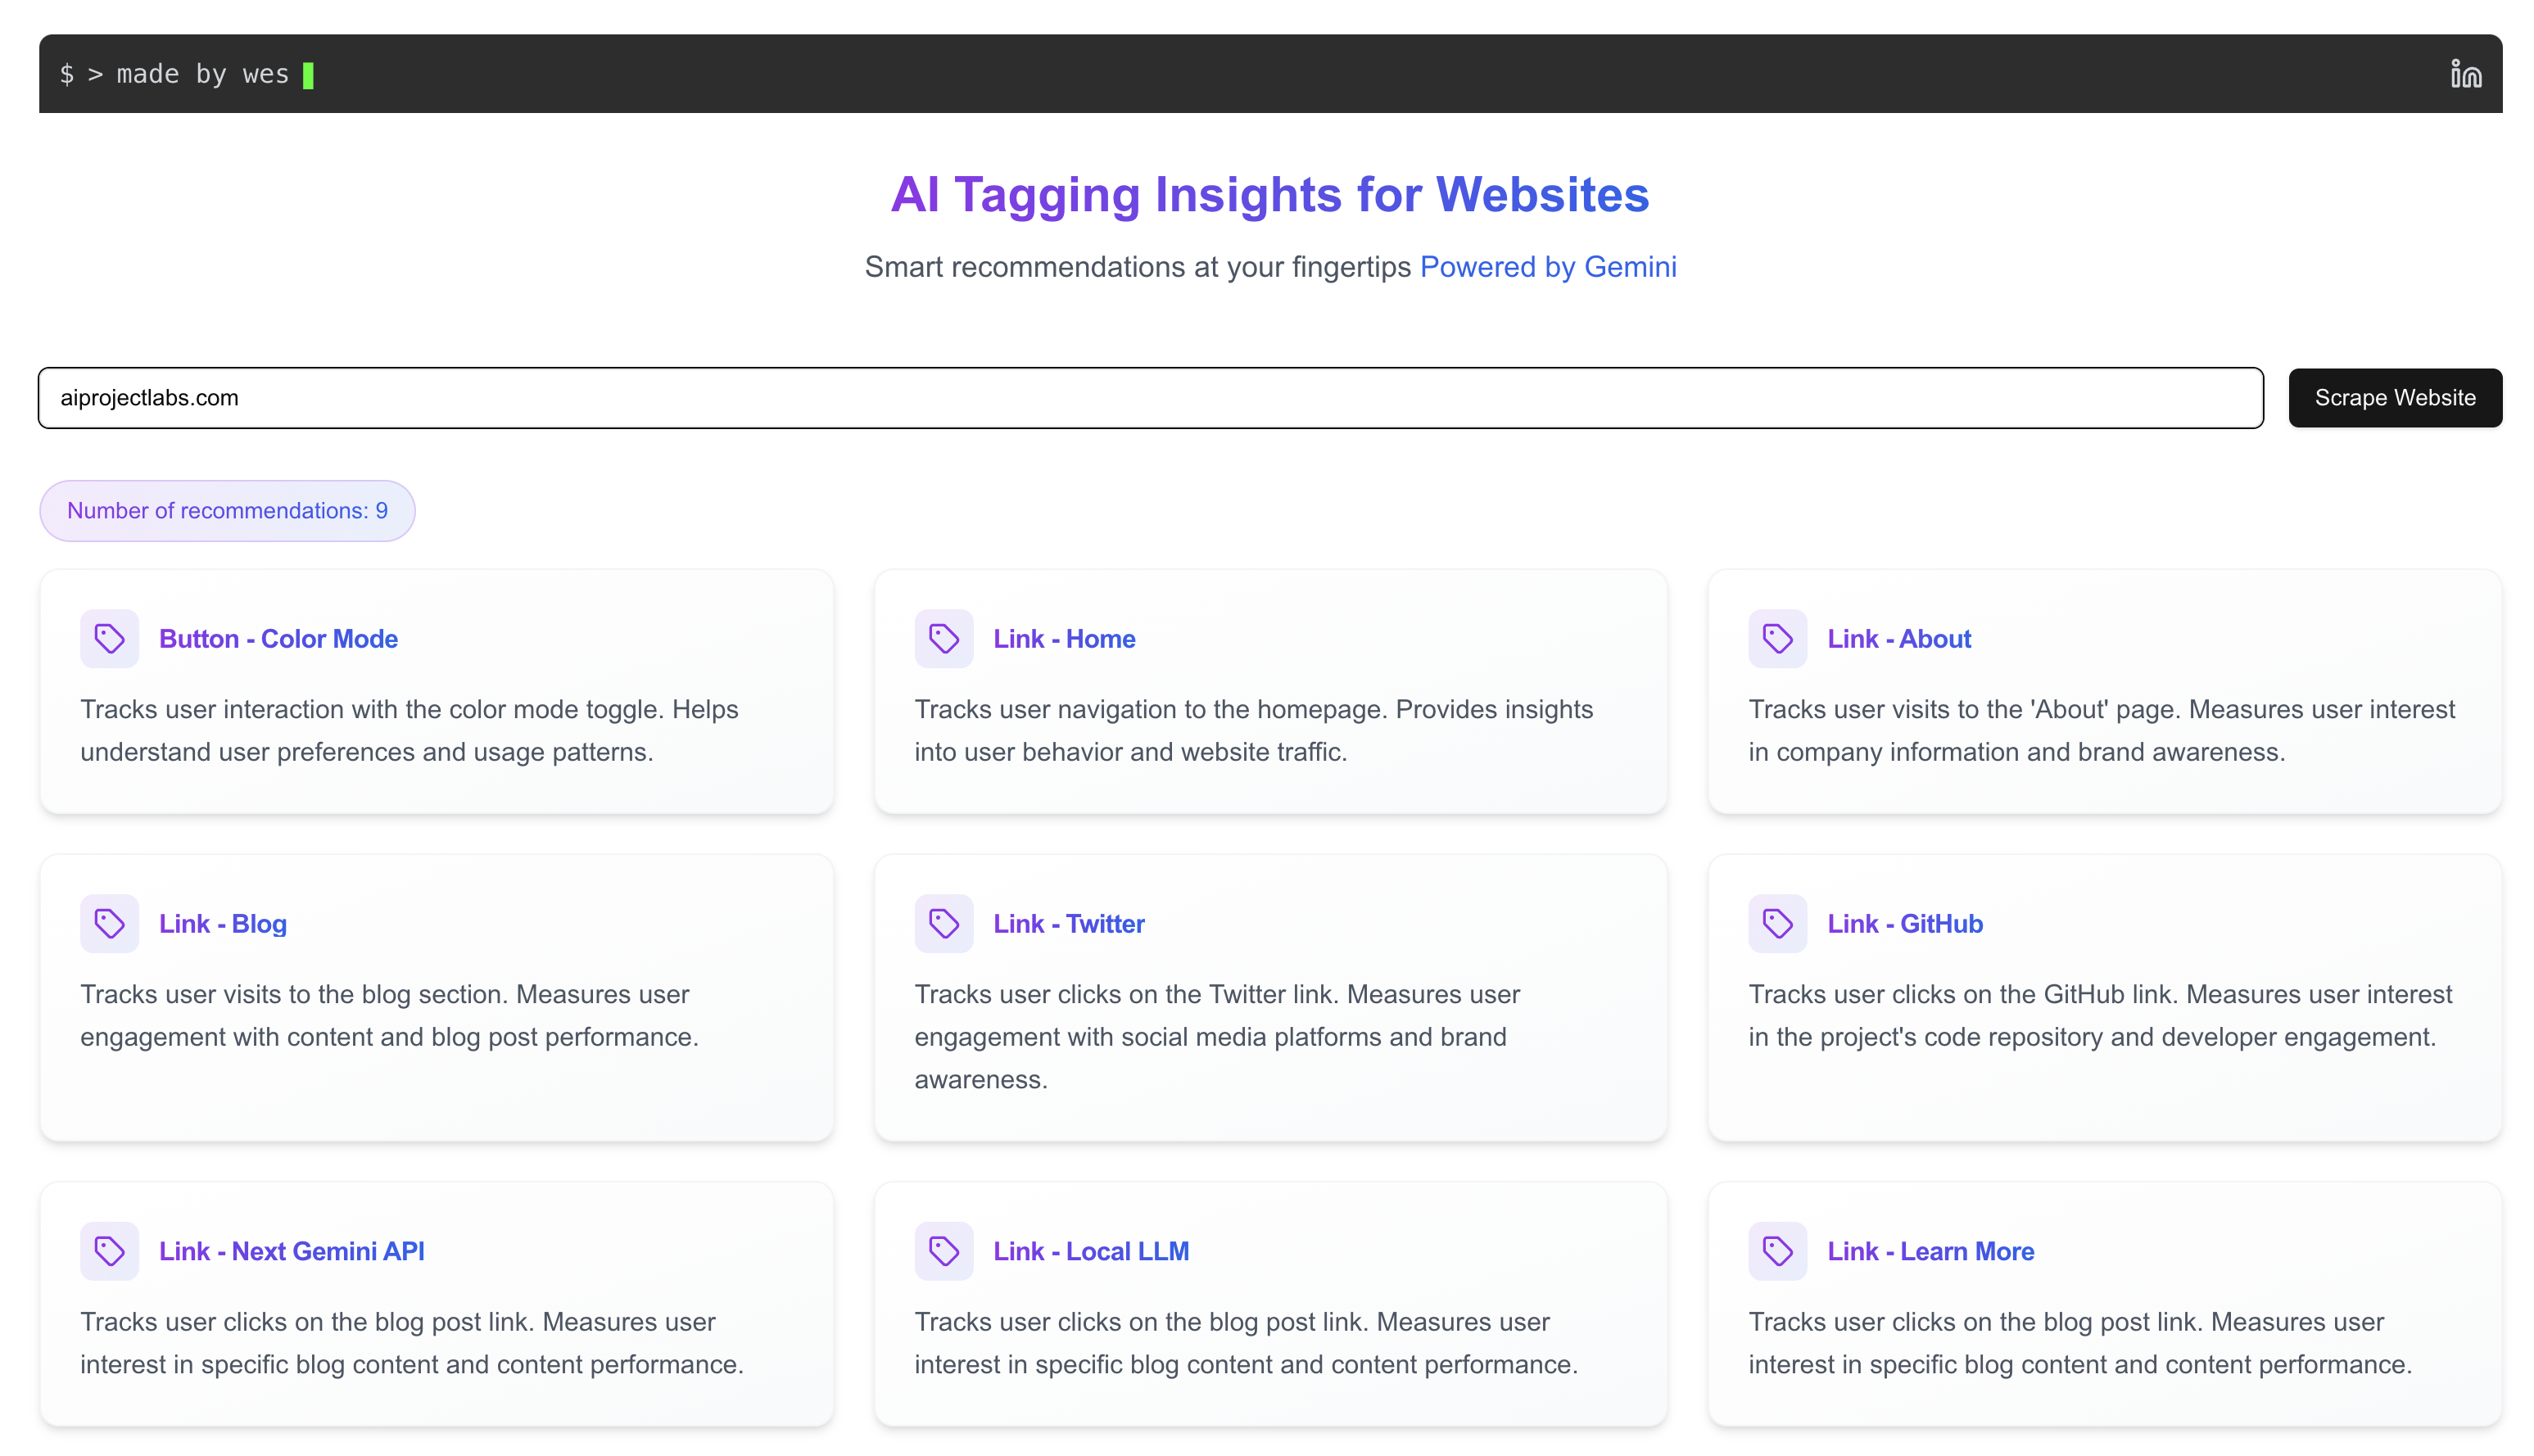 $ > made by wes
AI Tagging Insights for Websites
Smart recommendations at your fingertips Powered by Gemini
aiprojectlabs.com
Scrape Website
Number of recommendations: 9
Button - Color Mode
Tracks user interaction with the color mode toggle. Helps
understand user preferences and usage patterns.
Link - Home
Tracks user navigation to the homepage. Provides insights
into user behavior and website traffic.
Link - About
Tracks user visits to the 'About' page. Measures user interest
in company information and brand awareness.
Link - Blog
Tracks user visits to the blog section. Measures user
engagement with content and blog post performance.
Link - Twitter
Tracks user clicks on the Twitter link. Measures user
engagement with social media platforms and brand
awareness.
Link - GitHub
Tracks user clicks on the GitHub link. Measures user interest
in the project's code repository and developer engagement.
Link - Next Gemini API
Tracks user clicks on the blog post link. Measures user
interest in specific blog content and content performance.
Link - Local LLM
Tracks user clicks on the blog post link. Measures user
interest in specific blog content and content performance.
Link - Learn More
Tracks user clicks on the blog post link. Measures user
interest in specific blog content and content performance.